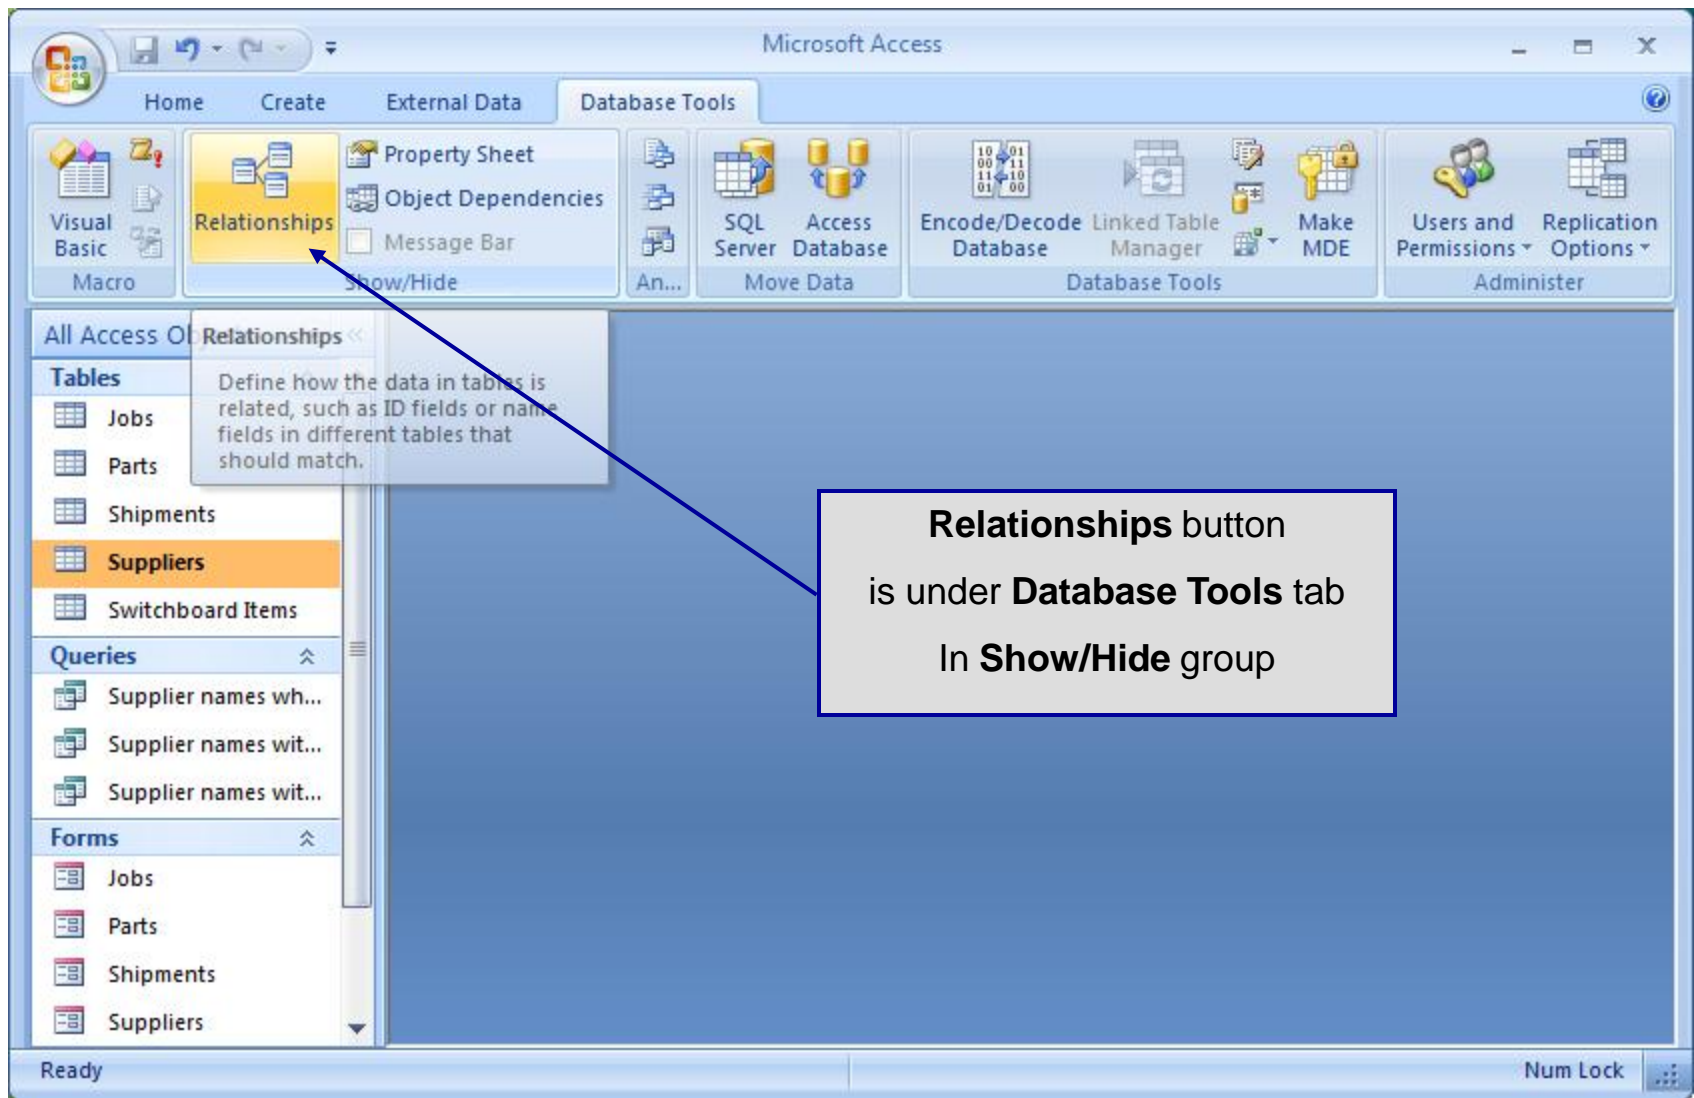 Microsoft Access
Home Create External Data Database Tools
Visual Basic
Macro
Relationships
Property Sheet
Object Dependencies
Message Bar
Show/Hide
An...
SQL Server
Access Database
Move Data
Encode/Decode Database
Linked Table Manager
Make MDE
Database Tools
Users and Permissions
Replication Options
Administer
All Access O
Relationships
Define how the data in tables is
related, such as ID fields or name
fields in different tables that
should match.
Tables
Jobs
Parts
Shipments
Suppliers
Switchboard Items
Queries
Supplier names wh...
Supplier names wit...
Supplier names wit...
Forms
Jobs
Parts
Shipments
Suppliers
Relationships button
is under Database Tools tab
In Show/Hide group
Ready
Num Lock